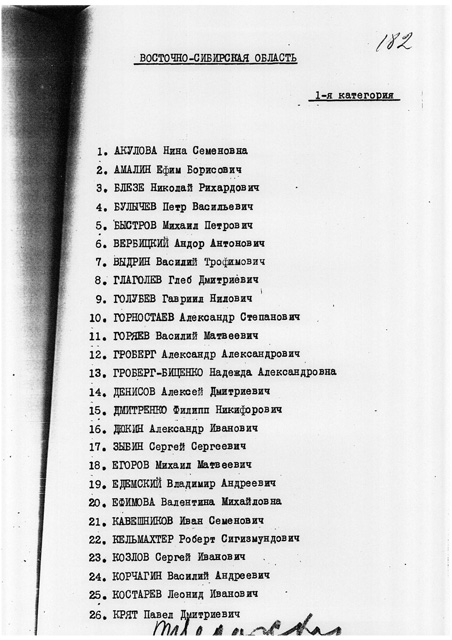 182
ВОСТОЧНО-СИБИРСКАЯ ОБЛАСТЬ
1-я категория
1. АКУЛОВА Нина Семеновна
2. АМАЛИН Ефим Борисович
3. БЛЕЗЕ Николай Рихардович
4. БУЛЫЧЕВ Петр Васильевич
5. БЫСТРОВ Михаил Петрович
6. ВЕРБИЦКИЙ Андор Антонович
7. ВЫДРИН Василий Трофимович
8. ГЛАГОЛЕВ Глеб Дмитриевич
9. ГОЛУБЕВ Гавриил Нилович
10. ГОРНОСТАЕВ Александр Степанович
11. ГОРЯЕВ Василий Матвеевич
12. ГРОБЕРГ Александр Александрович
13. ГРОБЕРГ-БИЦЕНКО Надежда Александровна
14. ДЕНИСОВ Алексей Дмитриевич
15. ДМИТРЕНКО Филипп Никифорович
16. ДЮКИН Александр Иванович
17. ЗЫБИН Сергей Сергеевич
18. ЕГОРОВ Михаил Матвеевич
19. ЕДЕМСКИЙ Владимир Андреевич
20. ЕФИМОВА Валентина Михайловна
21. КАВЕШНИКОВ Иван Семенович
22. КЕЛЬМАХТЕР Роберт Сигизмундович
23. КОЗЛОВ Сергей Иванович
24. КОРЧАГИН Василий Андреевич
25. КОСТАРЕВ Леонид Иванович
26. КРЯТ Павел Дмитриевич